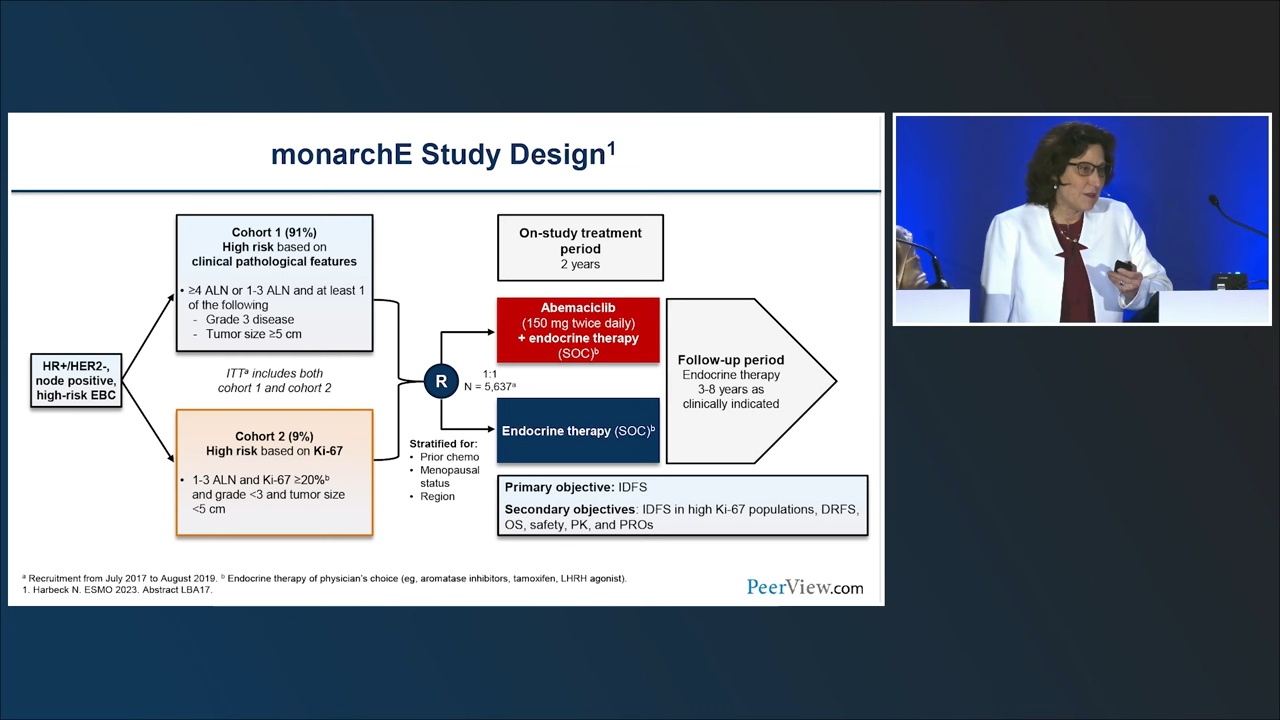 monarchE Study Design1
Cohort 1 (91%)
High risk based on
clinical pathological features
• ≥4 ALN or 1-3 ALN and at least 1
of the following
- Grade 3 disease
- Tumor size ≥5 cm
HR+/HER2-,
node positive,
high-risk EBC
ITTa includes both
cohort 1 and cohort 2
Cohort 2 (9%)
High risk based on Ki-67
• 1-3 ALN and Ki-67 ≥20%b
and grade <3 and tumor size
<5 cm
R
1:1
N = 5,637a
Stratified for:
• Prior chemo
• Menopausal
status
• Region
On-study treatment
period
2 years
Abemaciclib
(150 mg twice daily)
+ endocrine therapy
(SOC)b
Endocrine therapy (SOC)b
Follow-up period
Endocrine therapy
3-8 years as
clinically indicated
Primary objective: IDFS
Secondary objectives: IDFS in high Ki-67 populations, DRFS,
OS, safety, PK, and PROs
a Recruitment from July 2017 to August 2019. b Endocrine therapy of physician's choice (eg, aromatase inhibitors, tamoxifen, LHRH agonist).
1. Harbeck N. ESMO 2023. Abstract LBA17.
PeerView.com